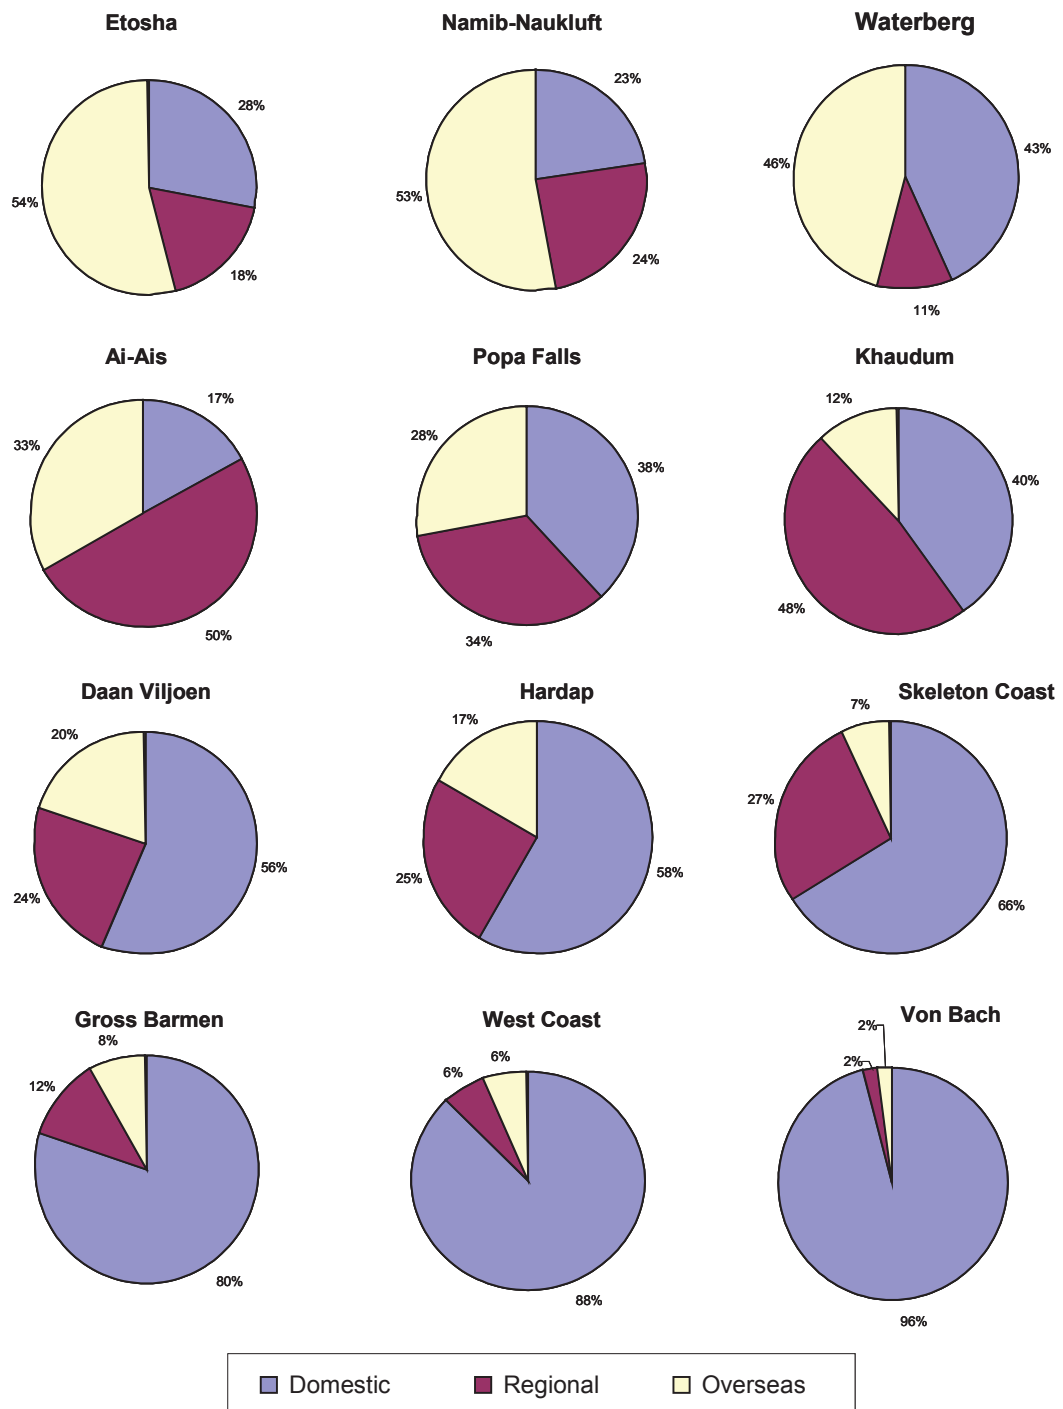 Etosha
28%
54%
18%
Namib-Naukluft
23%
53%
24%
Waterberg
43%
46%
11%
Ai-Ais
17%
33%
50%
Popa Falls
28%
38%
34%
Khaudum
12%
40%
48%
Daan Viljoen
20%
56%
24%
Hardap
17%
58%
25%
Skeleton Coast
7%
27%
66%
Gross Barmen
8%
12%
80%
West Coast
6%
6%
88%
Von Bach
2%
2%
96%
Domestic Regional Overseas